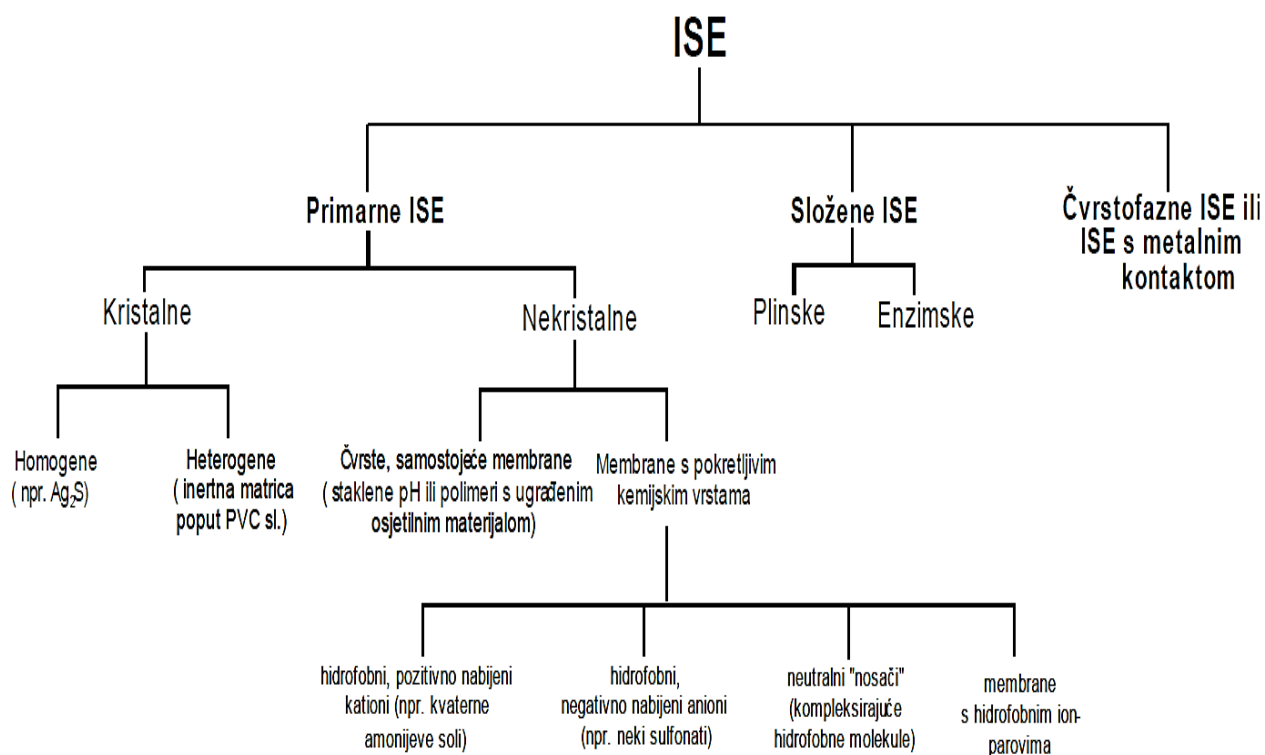 ISE
Primarne ISE
Složene ISE
Čvrstofazne ISE ili
ISE s metalnim
kontaktom
Kristalne
Nekristalne
Plinske
Enzimske
Homogene
( npr. Ag₂S)
Heterogene
( inertna matrica
poput PVC sl.)
Čvrste, samostojeće membrane
( staklene pH ili polimeri s ugrađenim
osjetilnim materijalom)
Membrane s pokretljivim
kemijskim vrstama
hidrofobni, pozitivno nabijeni
kationi (npr. kvaterne
amonijeve soli)
hidrofobni,
negativno nabijeni anioni
(npr. neki sulfonati)
neutralni "nosači"
(kompleksirajuće
hidrofobne molekule)
membrane
s hidrofobnim ion-
parovima